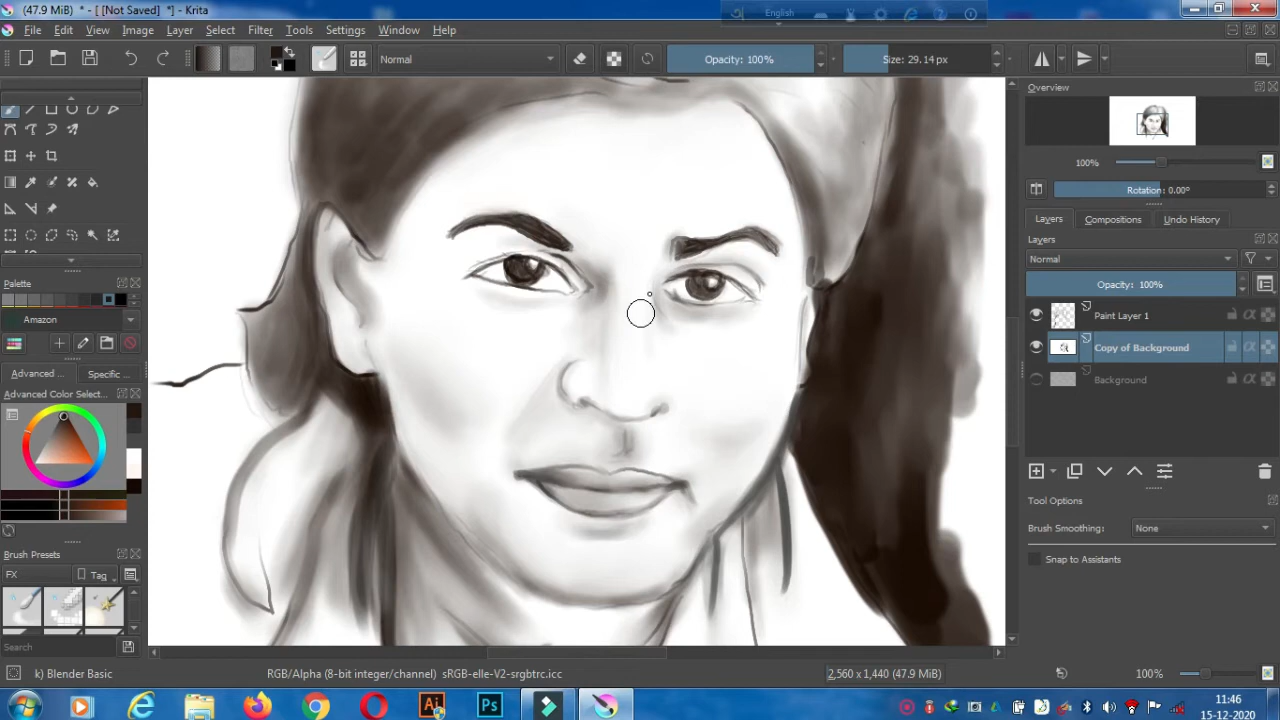 (47.9 MiB) * - [ [Not Saved] *] - Krita
English
File Edit View Image Layer Select Filter Tools Settings Window Help
Normal
Opacity: 100%
Size: 29.14 px
Overview
100%
Rotation: 0.00°
Layers Compositions Undo History
Layers
Normal
Opacity: 100%
Paint Layer 1
Copy of Background
Background
Tool Options
Brush Smoothing: None
Snap to Assistants
Palette
Amazon
Advanced ... Specific ...
Advanced Color Select...
Brush Presets
FX Tag
Search
k) Blender Basic
RGB/Alpha (8-bit integer/channel) sRGB-elle-V2-srgbtrc.icc
2,560 x 1,440 (47.9 MiB)
100%
Ai
Ps
11:46
15-12-2020